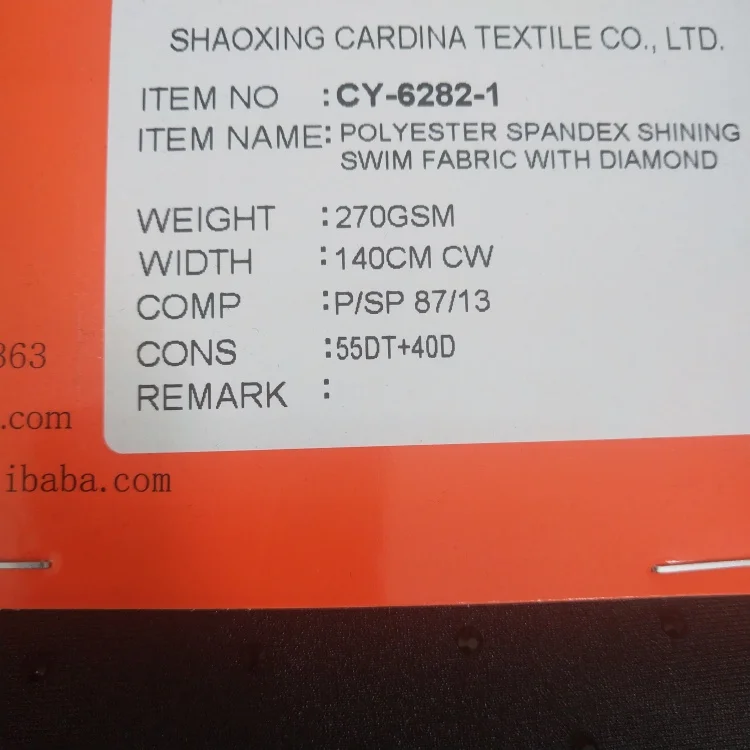 SHAOXING CARDINA TEXTILE CO., LTD.
ITEM NO :CY-6282-1
ITEM NAME: POLYESTER SPANDEX SHINING
SWIM FABRIC WITH DIAMOND
WEIGHT :270GSM
WIDTH :140CM CW
COMP :P/SP 87/13
CONS :55DT+40D
REMARK :
363
.com
ibaba.com